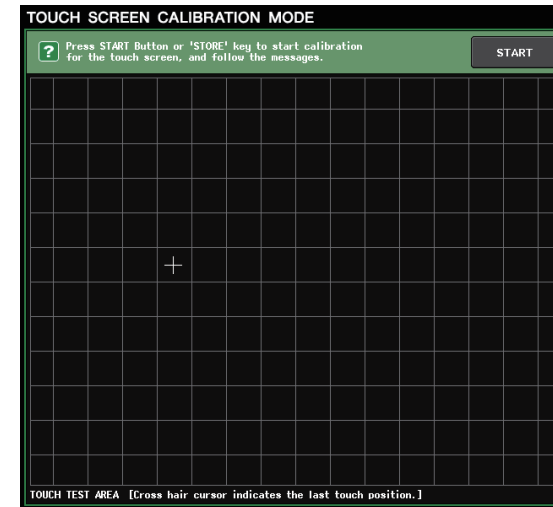 TOUCH SCREEN CALIBRATION MODE
? Press START Button or 'STORE' key to start calibration
for the touch screen, and follow the messages.
START
TOUCH TEST AREA [Cross hair cursor indicates the last touch position.]